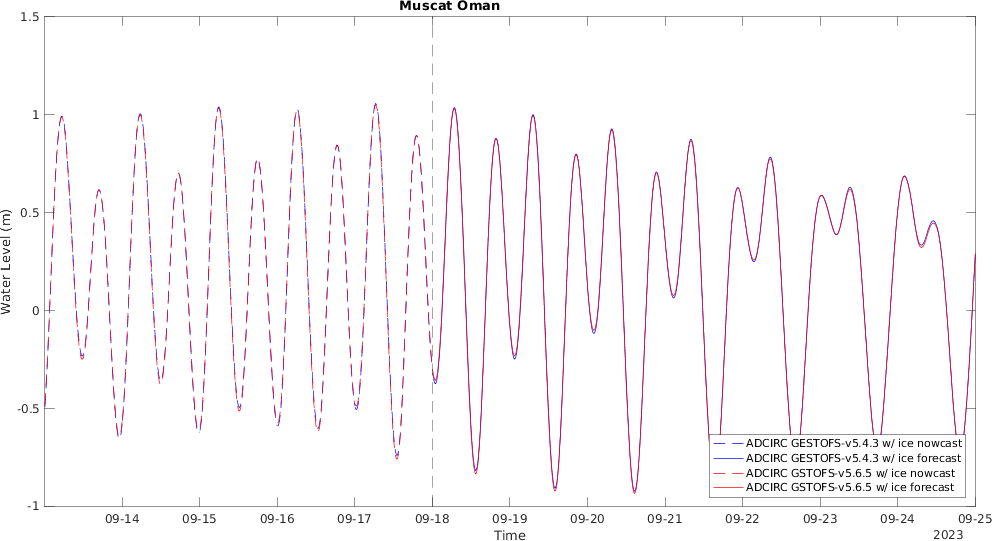 Muscat Oman
1.5
1
0.5
0
-0.5
-1
Water Level (m)
09-14 09-15 09-16 09-17 09-18 09-19 09-20 09-21 09-22 09-23 09-24 09-25
Time
2023
ADCIRC GESTOFS-v5.4.3 w/ ice nowcast
ADCIRC GESTOFS-v5.4.3 w/ ice forecast
ADCIRC GSTOFS-v5.6.5 w/ ice nowcast
ADCIRC GSTOFS-v5.6.5 w/ ice forecast